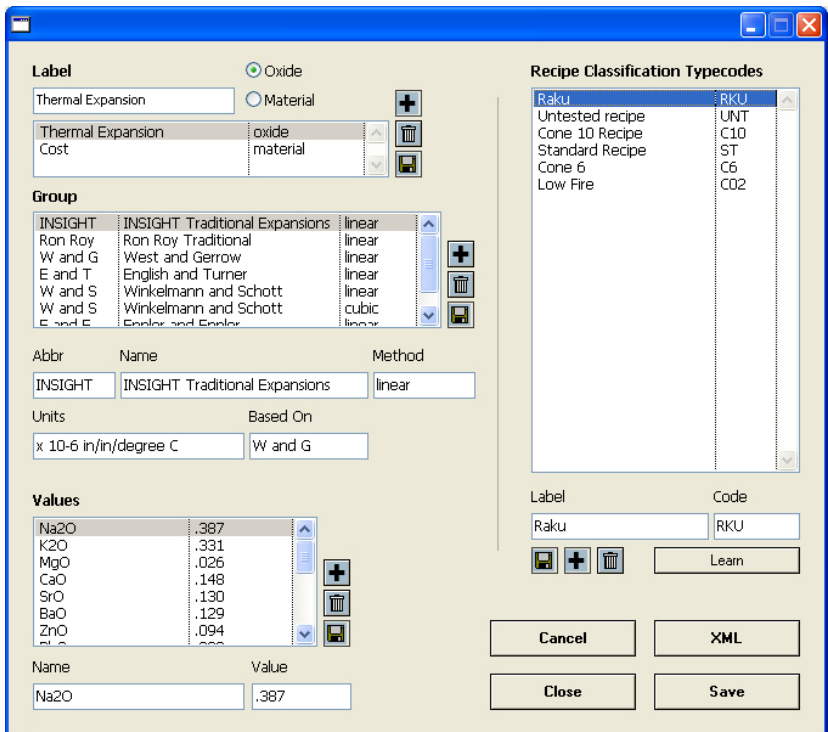 Label
Oxide
Thermal Expansion
Material
Thermal Expansion oxide
Cost material
Group
INSIGHT INSIGHT Traditional Expansions linear
Ron Roy Ron Roy Traditional linear
W and G West and Gerrow linear
E and T English and Turner linear
W and S Winkelmann and Schott linear
W and S Winkelmann and Schott cubic
Abbr Name Method
INSIGHT INSIGHT Traditional Expansions linear
Units Based On
x 10-6 in/in/degree C W and G
Values
Na2O .387
K2O .331
MgO .026
CaO .148
SrO .130
BaO .129
ZnO .094
Name Value
Na2O .387
Recipe Classification Typecodes
Raku RKU
Untested recipe UNT
Cone 10 Recipe C10
Standard Recipe ST
Cone 6 C6
Low Fire C02
Label Code
Raku RKU
Learn
Cancel XML
Close Save